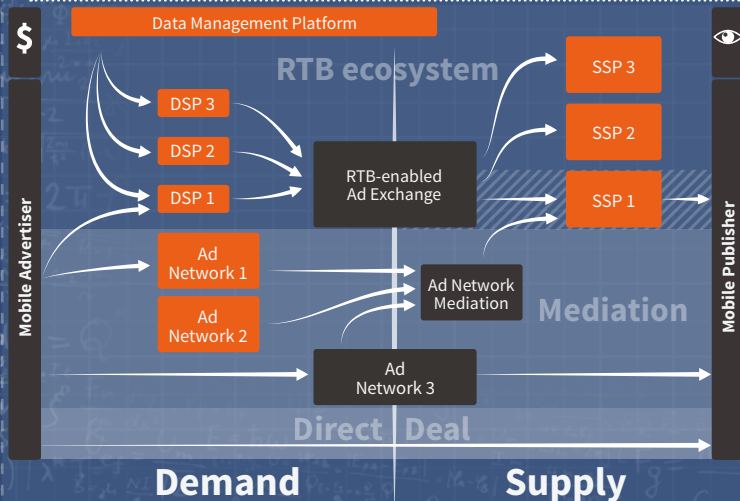 $
Data Management Platform
RTB ecosystem
DSP 3
DSP 2
DSP 1
RTB-enabled
Ad Exchange
SSP 3
SSP 2
SSP 1
Mobile Advertiser
Mobile Publisher
Ad
Network 1
Ad
Network 2
Ad Network
Mediation
Mediation
Ad
Network 3
Direct Deal
Demand
Supply